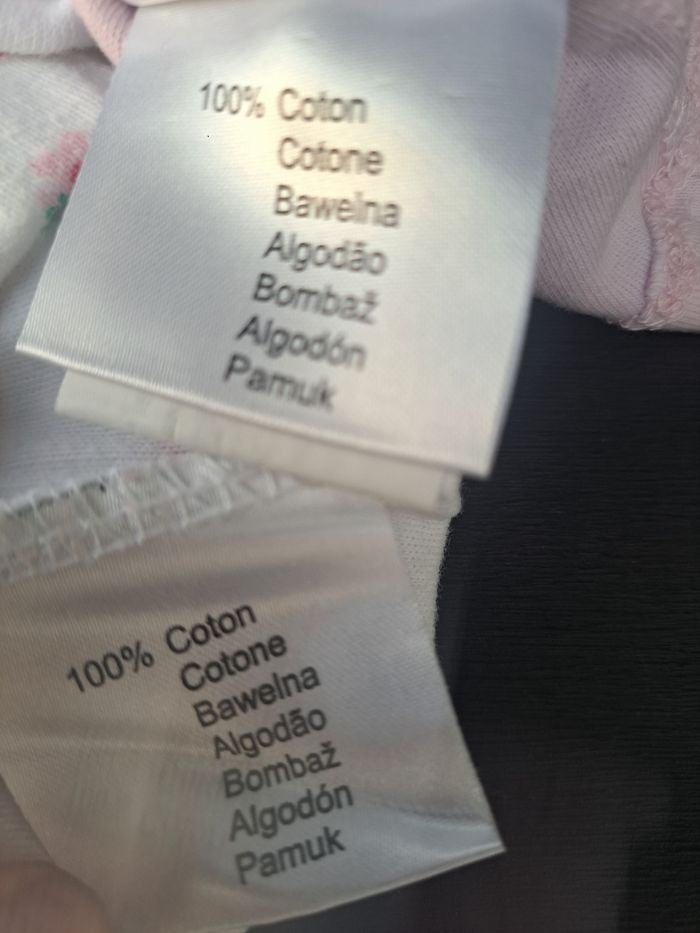 100% Coton
Cotone
Bawelna
Algodão
Bombaž
Algodón
Pamuk
100% Coton
Cotone
Bawelna
Algodão
Bombaž
Algodón
Pamuk